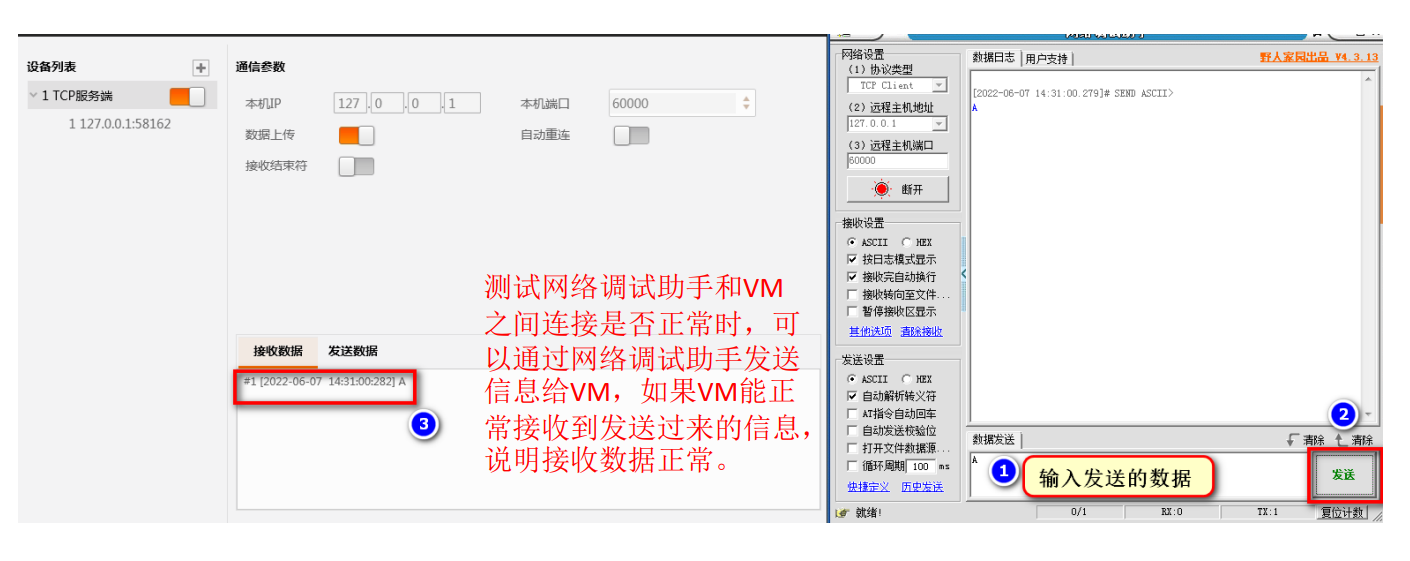 设备列表
1 TCP服务端
1 127.0.0.1:58162
通信参数
本机IP 127 .0 .0 .1 本机端口 60000
数据上传 自动重连
接收结束符
测试网络调试助手和VM
之间连接是否正常时，可
以通过网络调试助手发送
信息给VM，如果VM能正
常接收到发送过来的信息，
说明接收数据正常。
接收数据 发送数据
#1 [2022-06-07 14:31:00:282] A
3
网络设置
(1) 协议类型
TCP Client
(2) 远程主机地址
127.0.0.1
(3) 远程主机端口
60000
断开
接收设置
ASCII HEX
按日志模式显示
接收完自动换行
接收转向至文件...
暂停接收区显示
其他选项 清除接收
发送设置
ASCII HEX
自动解析转义符
AT指令自动回车
自动发送校验位
打开文件数据源...
循环周期 100 ms
快捷定义 历史发送
数据日志 用户支持 野人家园出品 V4.3.13
[2022-06-07 14:31:00.279]# SEND ASCII>
A
2
数据发送 清除 清除
A
1 输入发送的数据
发送
就绪! 0/1 RX:0 TX:1 复位计数